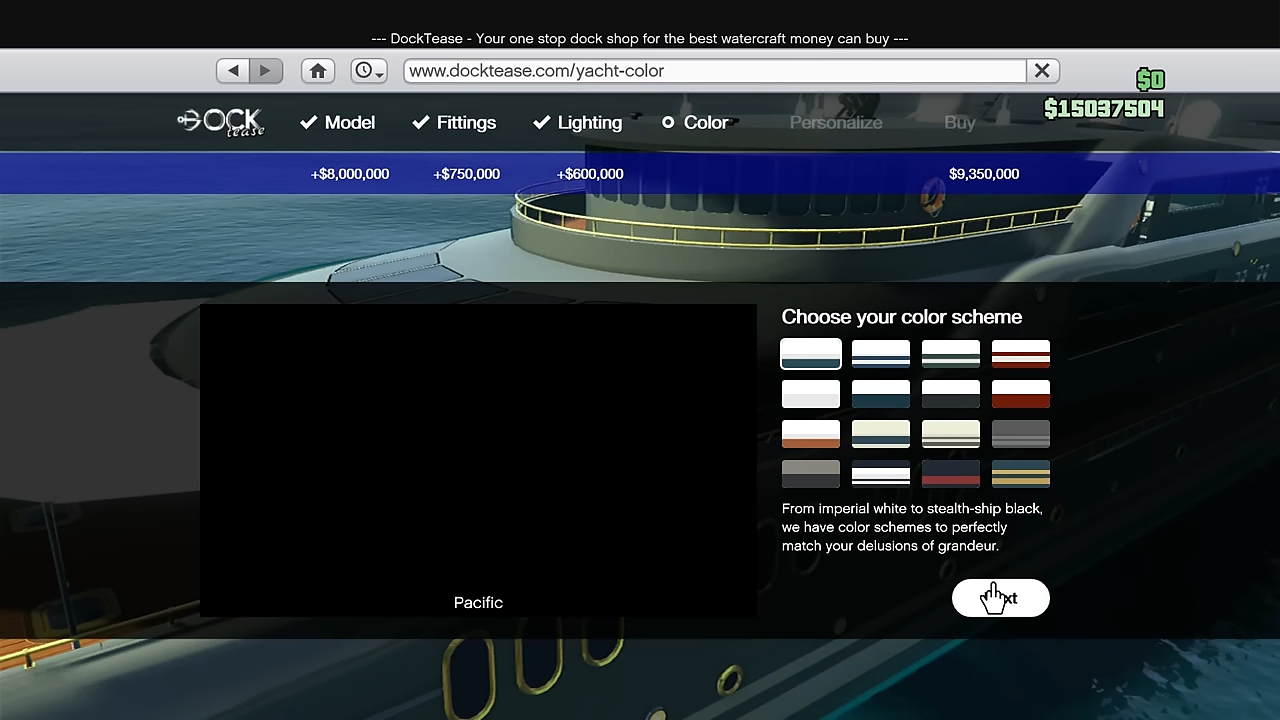 --- DockTease - Your one stop dock shop for the best watercraft money can buy ---
www.docktease.com/yacht-color
$0
$15037504
DOCK
tease
Model
Fittings
Lighting
Color
Personalize
Buy
+$8,000,000
+$750,000
+$600,000
$9,350,000
Choose your color scheme
From imperial white to stealth-ship black,
we have color schemes to perfectly
match your delusions of grandeur.
Pacific